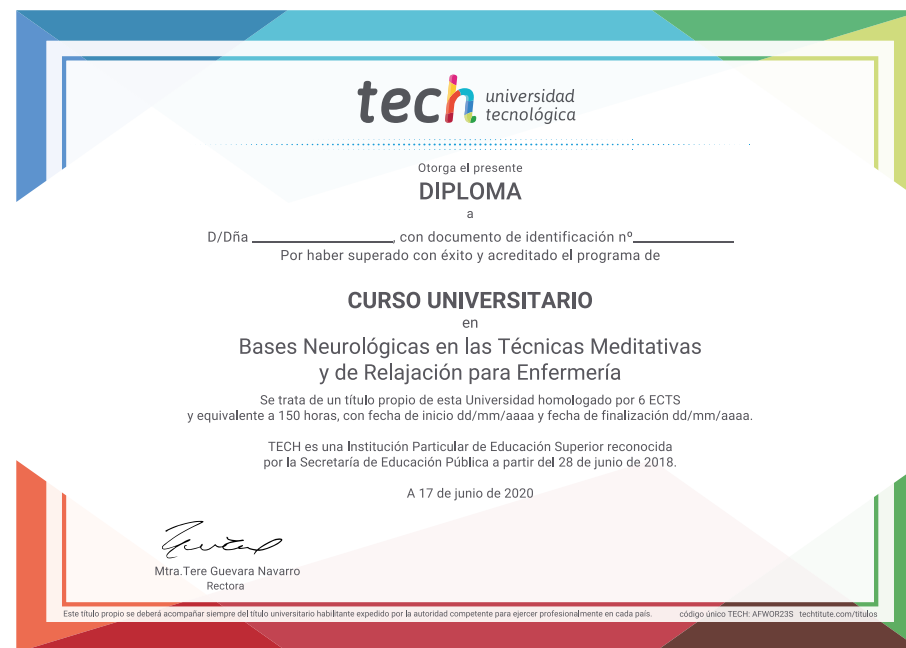 tech universidad
tecnológica
Otorga el presente
DIPLOMA
a
D/Dña ____________________, con documento de identificación nº______________
Por haber superado con éxito y acreditado el programa de
CURSO UNIVERSITARIO
en
Bases Neurológicas en las Técnicas Meditativas
y de Relajación para Enfermería
Se trata de un título propio de esta Universidad homologado por 6 ECTS
y equivalente a 150 horas, con fecha de inicio dd/mm/aaaa y fecha de finalización dd/mm/aaaa.
TECH es una Institución Particular de Educación Superior reconocida
por la Secretaría de Educación Pública a partir del 28 de junio de 2018.
A 17 de junio de 2020
Mtra.Tere Guevara Navarro
Rectora
Este título propio se deberá acompañar siempre del título universitario habilitante expedido por la autoridad competente para ejercer profesionalmente en cada país. código único TECH: AFWOR23S techtitute.com/titulos